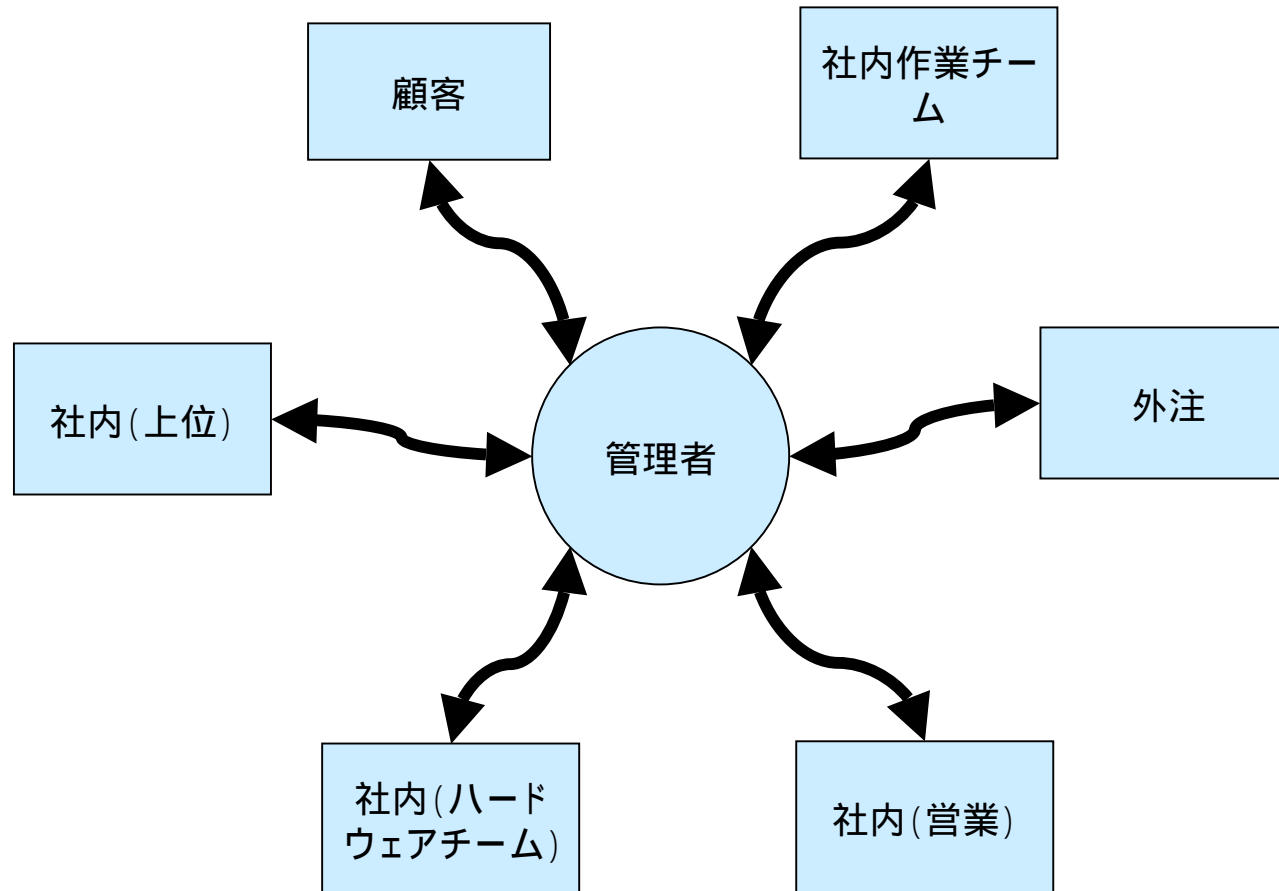 顧客
社内作業チー
ム
社内(上位)
管理者
外注
社内(ハード
ウェアチーム)
社内(営業)